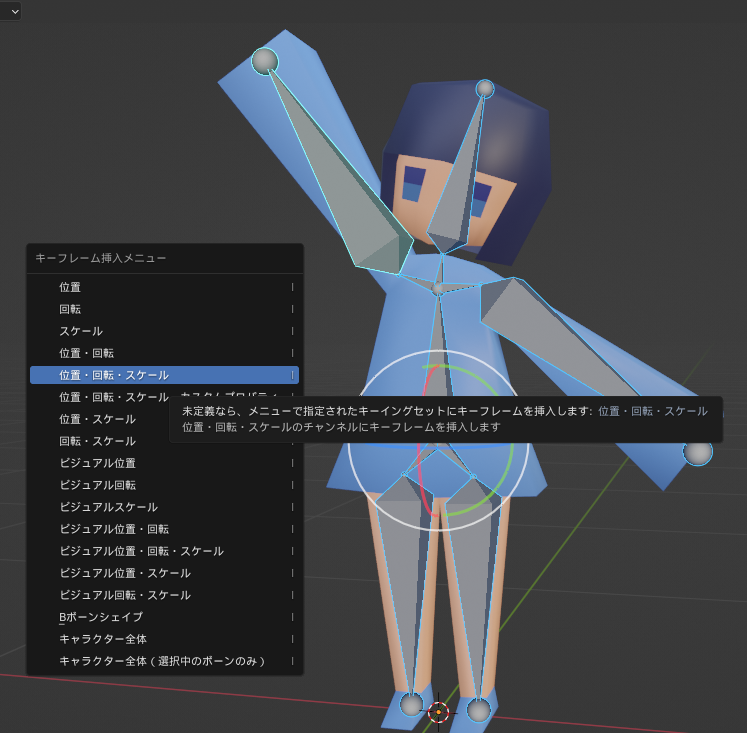 キーフレーム挿入メニュー
位置 I
回転 I
スケール I
位置・回転 I
位置・回転・スケール I
位置・回転・スケール
未定義なら、メニューで指定されたキーイングセットにキーフレームを挿入します: 位置・回転・スケール
位置・回転・スケールのチャンネルにキーフレームを挿入します
位置・スケール
回転・スケール
ビジュアル位置 I
ビジュアル回転 I
ビジュアルスケール I
ビジュアル位置・回転 I
ビジュアル位置・回転・スケール I
ビジュアル位置・スケール I
ビジュアル回転・スケール I
Bボーンシェイプ I
キャラクター全体 I
キャラクター全体（選択中のボーンのみ） I